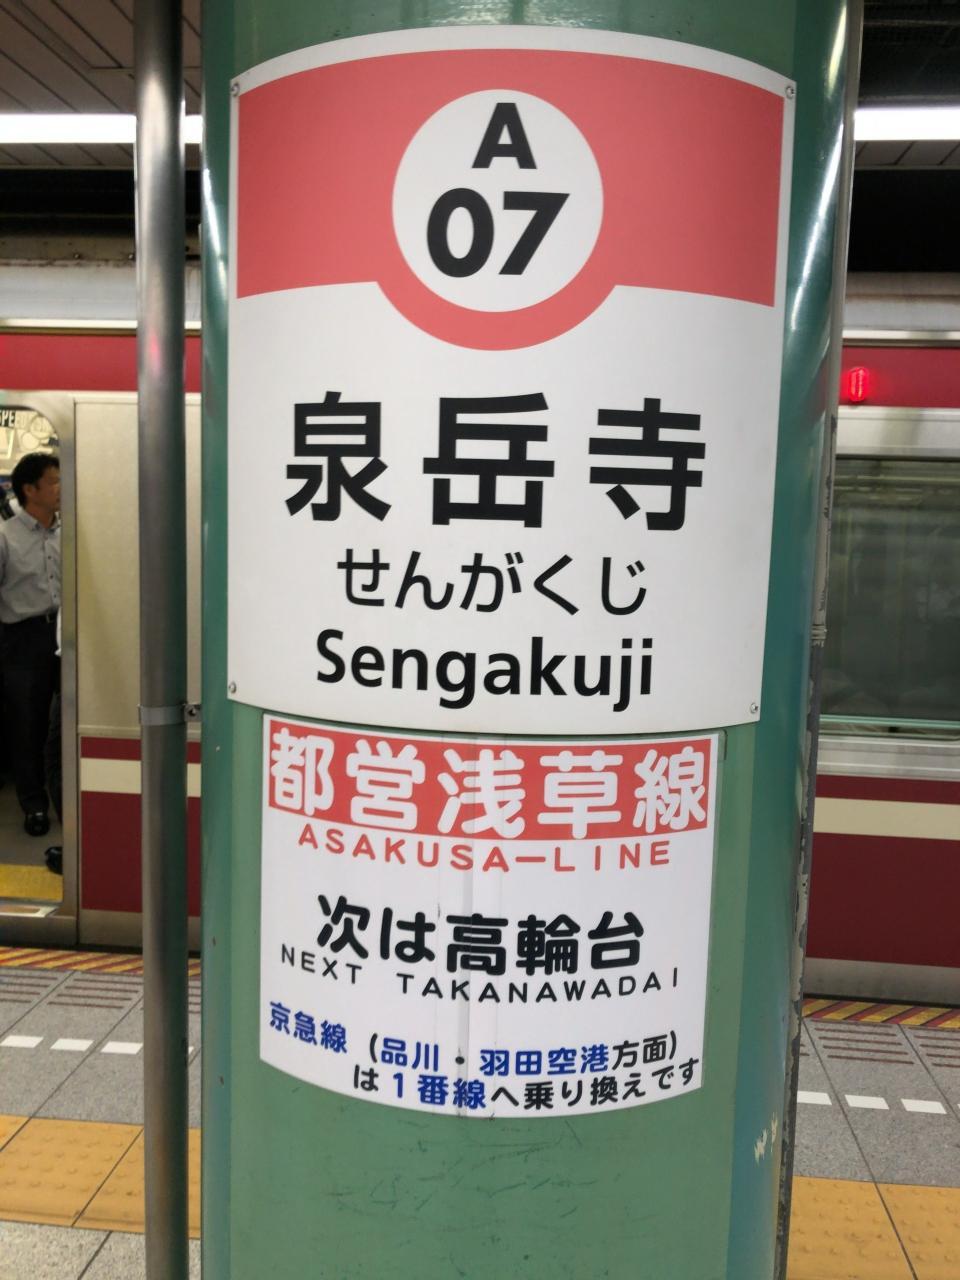 A
07
泉岳寺
せんがくじ
Sengakuji
都営浅草線
ASAKUSA-LINE
次は高輪台
NEXT TAKANAWADAI
京急線(品川・羽田空港方面)
は1番線へ乗り換えです